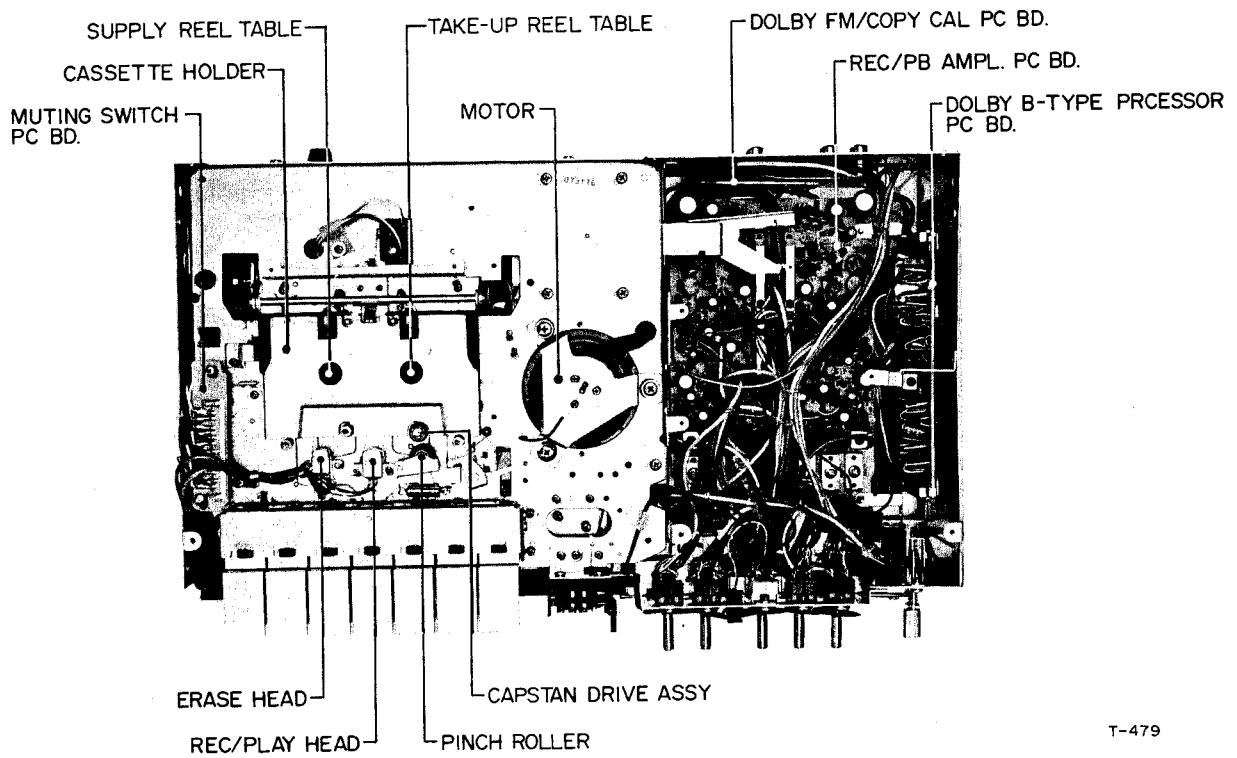 SUPPLY REEL TABLE
TAKE-UP REEL TABLE
DOLBY FM/COPY CAL PC BD.
CASSETTE HOLDER
REC/PB AMPL. PC BD.
MUTING SWITCH
PC BD.
MOTOR
DOLBY B-TYPE PRCESSOR
PC BD.
ERASE HEAD
CAPSTAN DRIVE ASSY
REC/PLAY HEAD
PINCH ROLLER
T-479